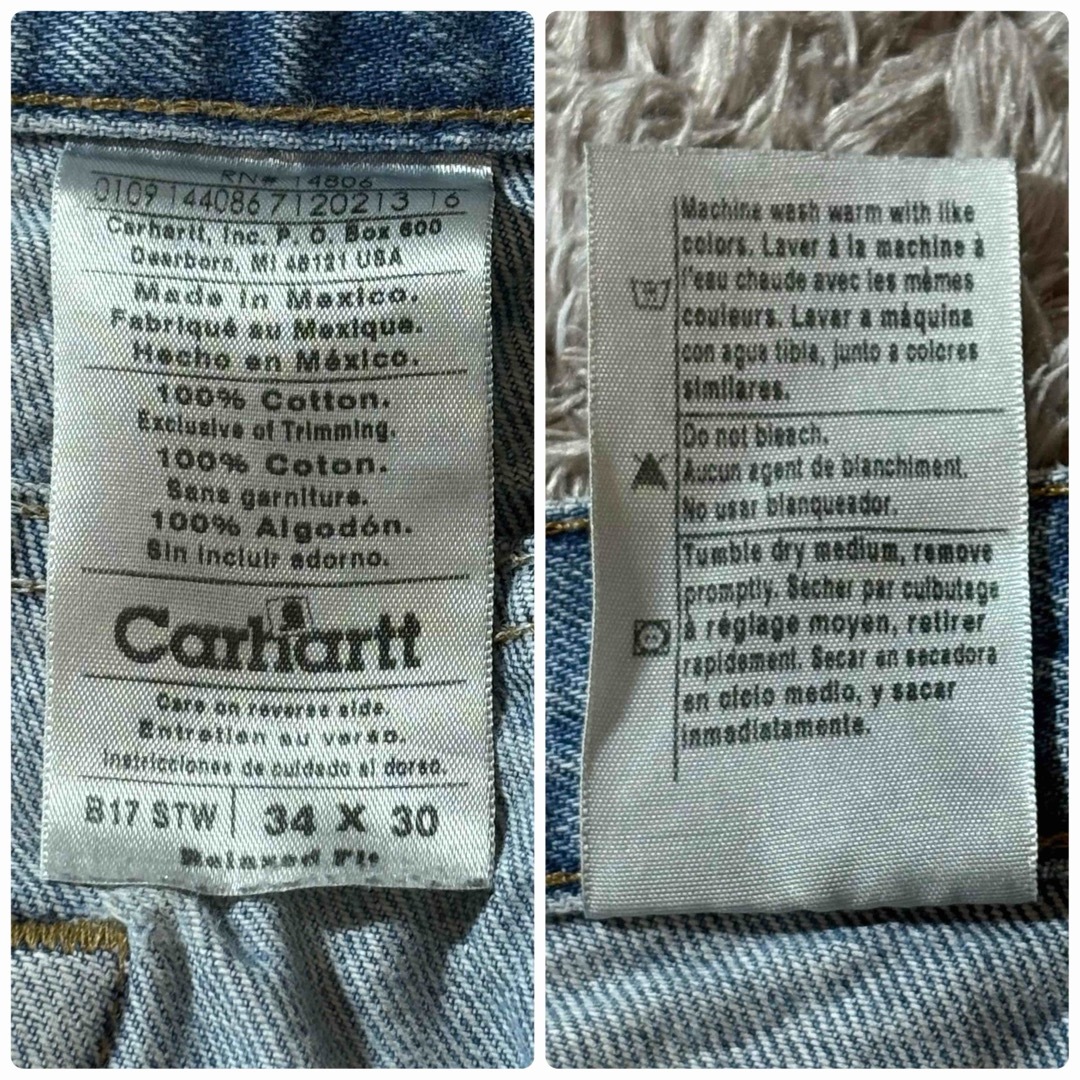 RN# 14806
0109 144086 7120213 16
Carhartt, Inc. P. O. Box 600
Dearborn, MI 48121 USA
Made in Mexico.
Fabriqué au Mexique.
Hecho en México.
100% Cotton.
Exclusive of Trimming.
100% Coton.
Sans garniture.
100% Algodón.
Sin incluir adorno.
Carhartt
Care on reverse side.
Entretien au verso.
Instricciones de cuidado al dorso.
B17 STW 34 X 30
Relaxed Fit
Machine wash warm with like
colors. Laver à la machine à
l'eau chaude avec les mêmes
couleurs. Lavar a máquina
con agua tibia, junto a colores
similares.
Do not bleach.
Aucun agent de blanchiment.
No usar blanqueador.
Tumble dry medium, remove
promptly. Sécher par culbutage
à réglage moyen, retirer
rapidement. Secar en secadora
en ciclo medio, y sacar
inmediatamente.